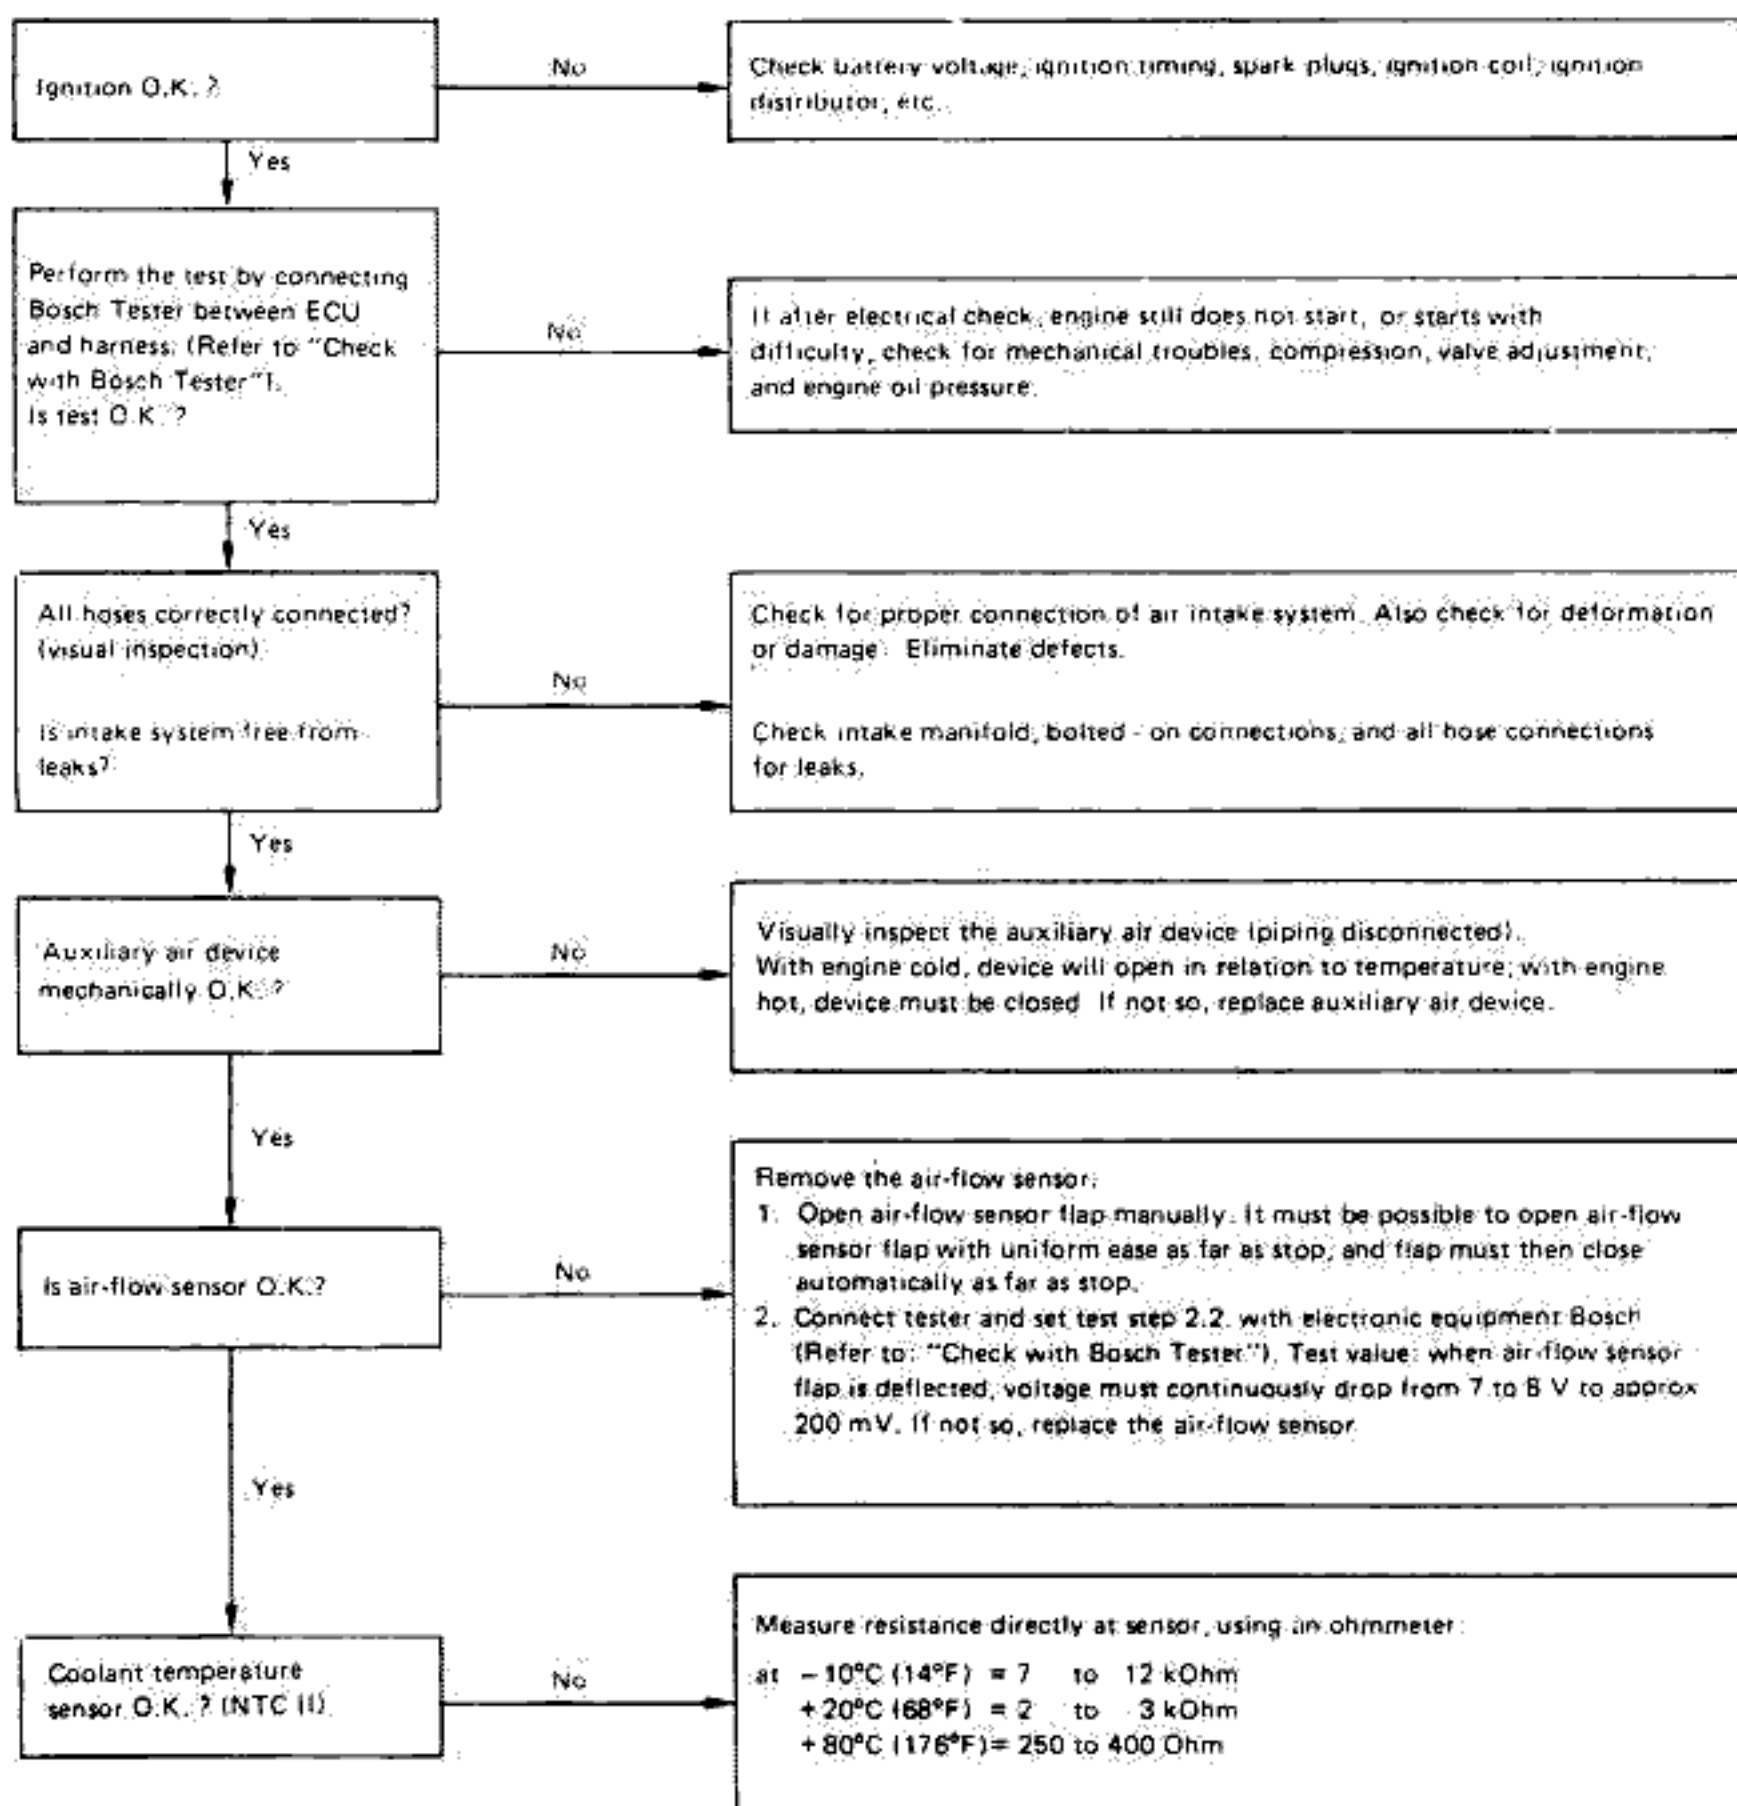 Ignition O.K. ?
No
Check battery voltage, ignition timing, spark plugs, ignition coil, ignition
distributor, etc.
Yes
Perform the test by connecting
Bosch Tester between ECU
and harness. (Refer to "Check
with Bosch Tester").
Is test O.K. ?
No
If after electrical check, engine still does not start, or starts with
difficulty, check for mechanical troubles, compression, valve adjustment,
and engine oil pressure.
Yes
All hoses correctly connected?
(visual inspection)
Is intake system free from
leaks?
No
Check for proper connection of air intake system. Also check for deformation
or damage. Eliminate defects.
Check intake manifold, bolted - on connections, and all hose connections
for leaks.
Yes
Auxiliary air device
mechanically O.K. ?
No
Visually inspect the auxiliary air device (piping disconnected).
With engine cold, device will open in relation to temperature; with engine
hot, device must be closed. If not so, replace auxiliary air device.
Yes
Is air-flow sensor O.K.?
No
Remove the air-flow sensor.
1. Open air-flow sensor flap manually. It must be possible to open air-flow
sensor flap with uniform ease as far as stop, and flap must then close
automatically as far as stop.
2. Connect tester and set test step 2.2. with electronic equipment Bosch
(Refer to: "Check with Bosch Tester"). Test value: when air-flow sensor
flap is deflected, voltage must continuously drop from 7 to 8 V to approx
200 mV. If not so, replace the air-flow sensor.
Yes
Coolant temperature
sensor O.K. ? (NTC II)
No
Measure resistance directly at sensor, using an ohmmeter:
at - 10°C (14°F) = 7 to 12 kOhm
+ 20°C (68°F) = 2 to 3 kOhm
+ 80°C (176°F) = 250 to 400 Ohm